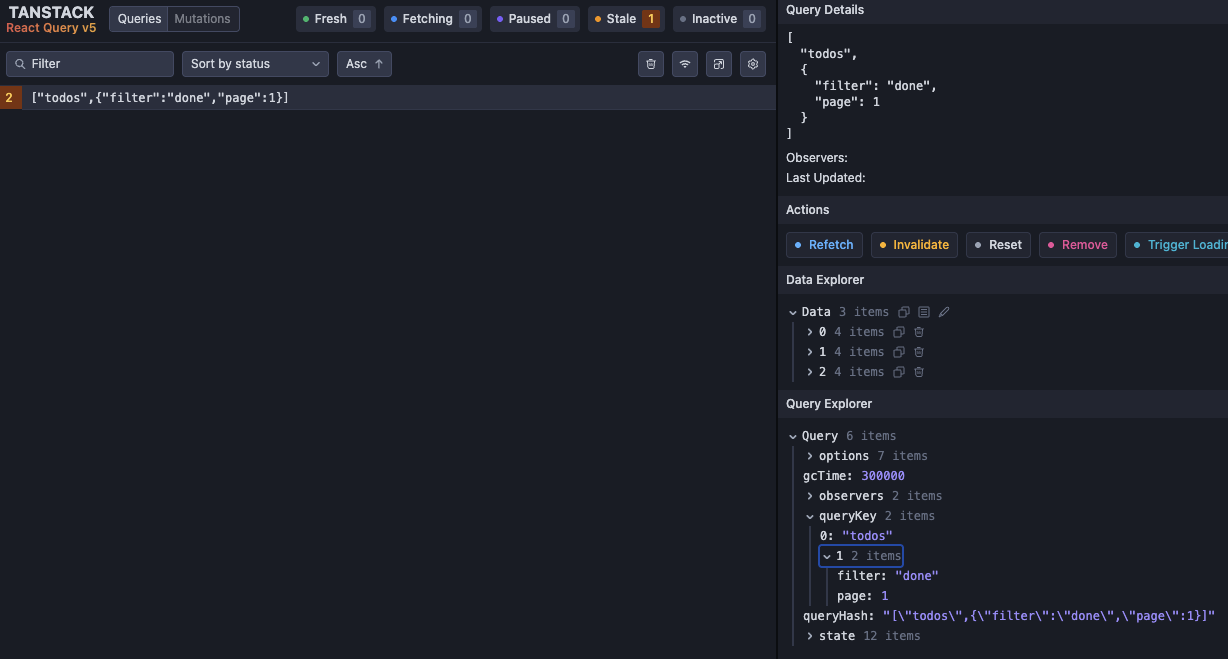 TANSTACK
React Query v5
Queries
Mutations
Fresh 0
Fetching 0
Paused 0
Stale 1
Inactive 0
Filter
Sort by status
Asc ↑
2 ["todos",{"filter":"done","page":1}]
Query Details
[
  "todos",
  {
    "filter": "done",
    "page": 1
  }
]
Observers:
Last Updated:
Actions
Refetch
Invalidate
Reset
Remove
Trigger Loadin
Data Explorer
Data 3 items
0 4 items
1 4 items
2 4 items
Query Explorer
Query 6 items
options 7 items
gcTime: 300000
observers 2 items
queryKey 2 items
0: "todos"
1 2 items
filter: "done"
page: 1
queryHash: "[\"todos\",{\"filter\":\"done\",\"page\":1}]"
state 12 items